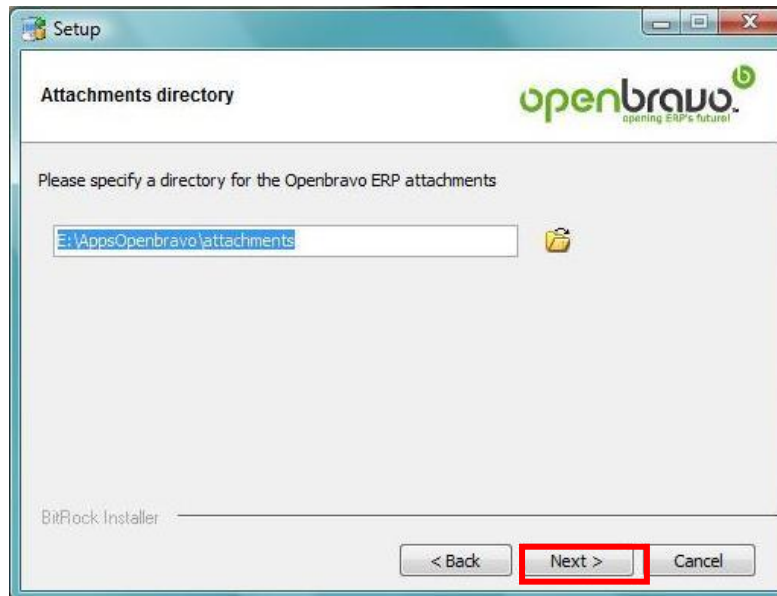 Setup
Attachments directory
openbravo.
opening ERP's future!
Please specify a directory for the Openbravo ERP attachments
E:\AppsOpenbravo\attachments
BitRock Installer
< Back
Next >
Cancel